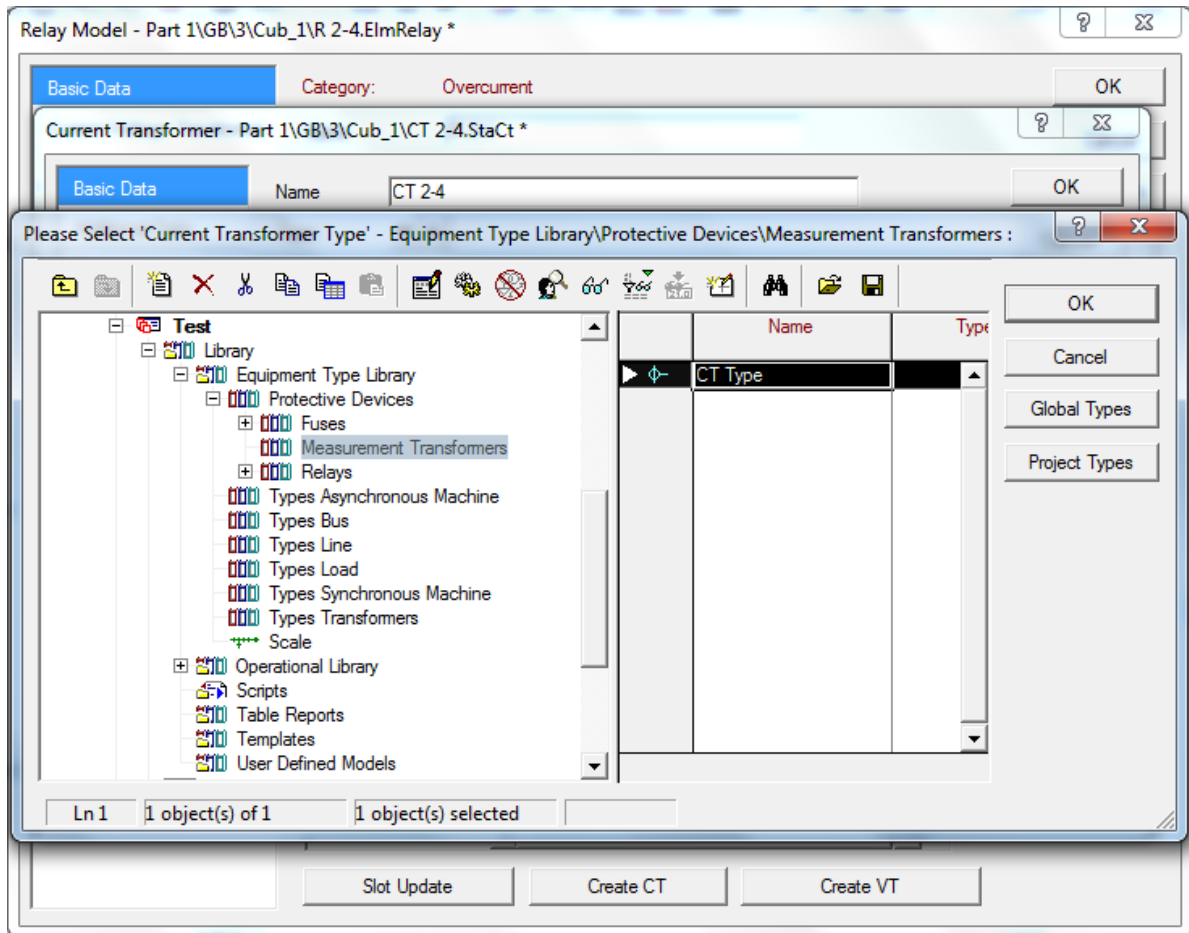 Relay Model - Part 1\GB\3\Cub_1\R 2-4.ElmRelay *
Basic Data Category: Overcurrent OK
Current Transformer - Part 1\GB\3\Cub_1\CT 2-4.StaCt *
Basic Data Name CT 2-4 OK
Please Select 'Current Transformer Type' - Equipment Type Library\Protective Devices\Measurement Transformers :
Name Type
OK
Cancel
Global Types
Project Types
Test
Library
Equipment Type Library
Protective Devices
Fuses
Measurement Transformers
Relays
Types Asynchronous Machine
Types Bus
Types Line
Types Load
Types Synchronous Machine
Types Transformers
Scale
Operational Library
Scripts
Table Reports
Templates
User Defined Models
CT Type
Ln 1 1 object(s) of 1 1 object(s) selected
Slot Update Create CT Create VT